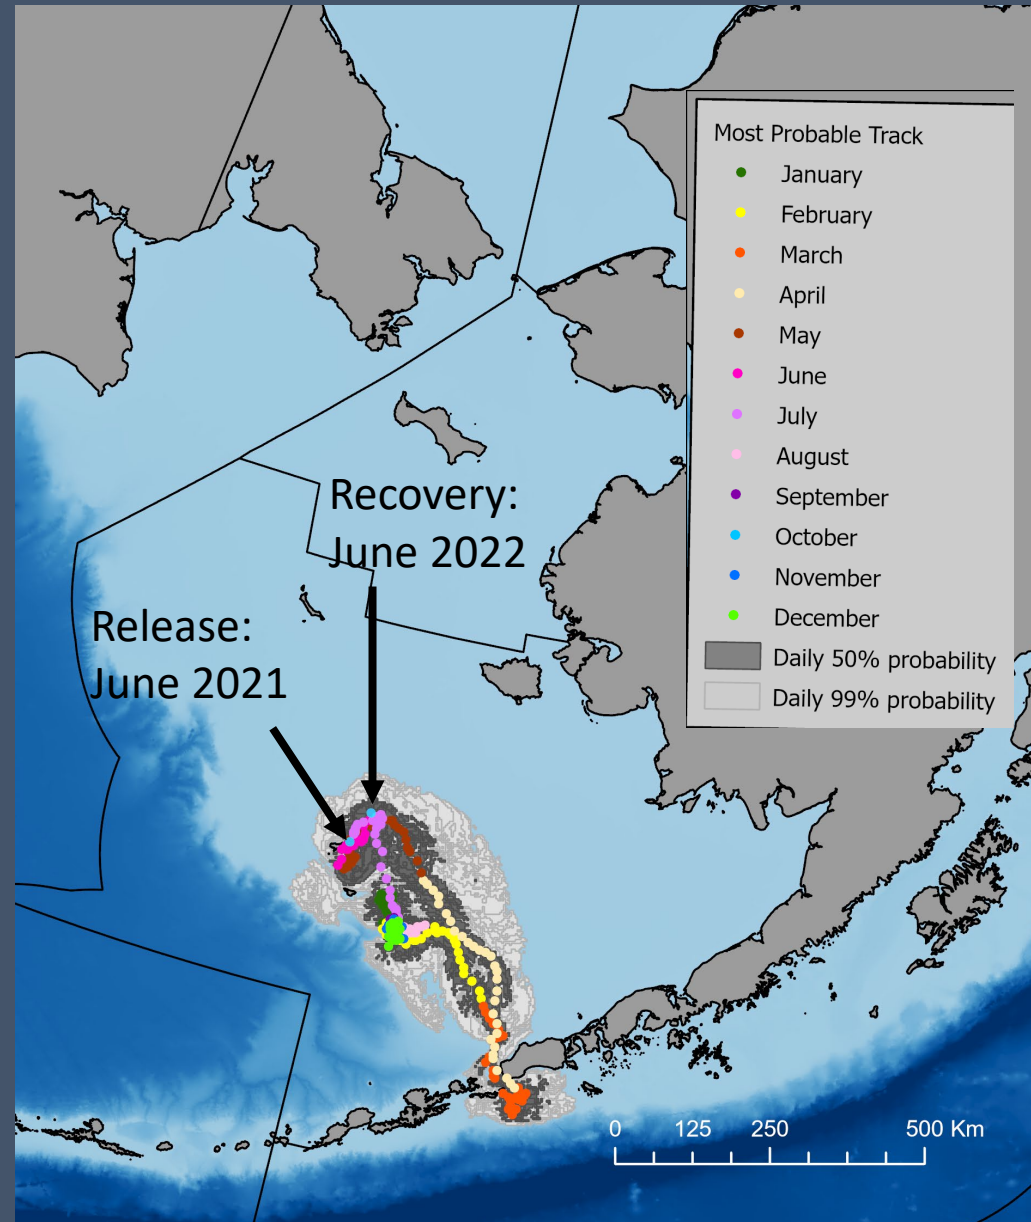 Most Probable Track
January
February
March
April
May
June
July
August
September
October
November
December
Daily 50% probability
Daily 99% probability
Recovery:
June 2022
Release:
June 2021
0 125 250 500 Km